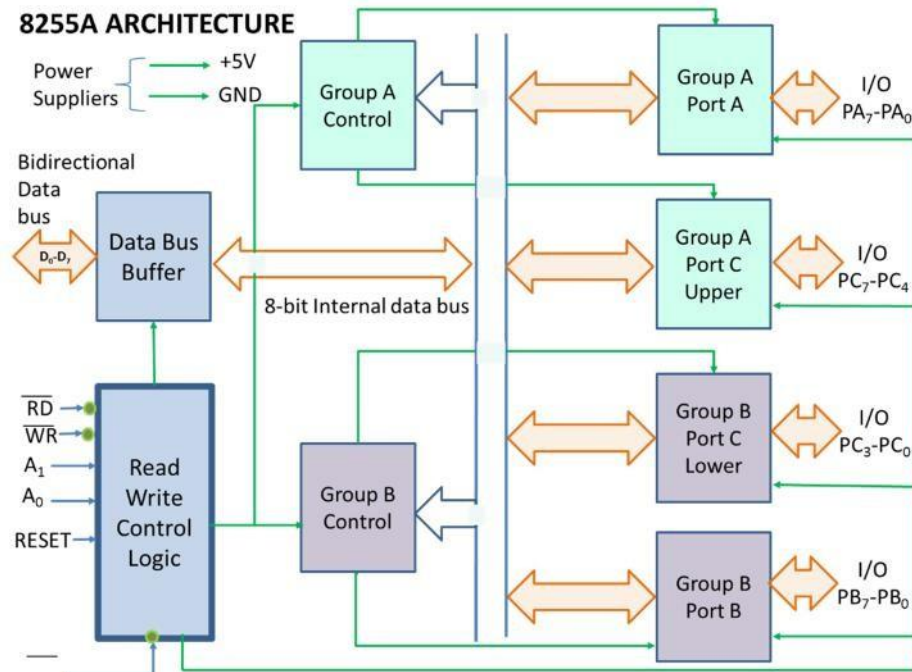 8255A ARCHITECTURE
Power
Suppliers
+5V
GND
Group A
Control
Group A
Port A
I/O
PA₇-PA₀
Bidirectional
Data
bus
D₀-D₇
Data Bus
Buffer
8-bit Internal data bus
Group A
Port C
Upper
I/O
PC₇-PC₄
R̅D̅
W̅R̅
A₁
A₀
RESET
Read
Write
Control
Logic
Group B
Control
Group B
Port C
Lower
I/O
PC₃-PC₀
Group B
Port B
I/O
PB₇-PB₀